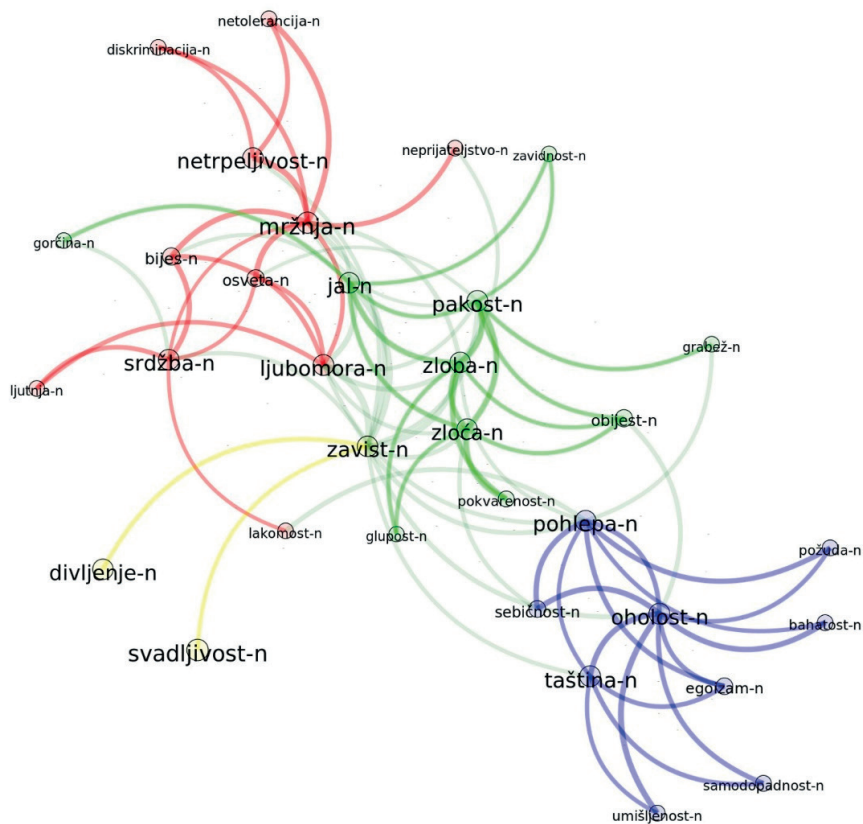 netolerancija-n
diskriminacija-n
neprijateljstvo-n
zavidnost-n
netrpeljivost-n
mržnja-n
gorčina-n
bijes-n
osveta-n
jal-n
pakost-n
grabež-n
srdžba-n
ljubomora-n
zloba-n
ljutnja-n
obijest-n
zloća-n
zavist-n
pokvarenost-n
lakomost-n
glupost-n
pohlepa-n
požuda-n
divljenje-n
sebičnost-n
oholost-n
bahatost-n
svadljivost-n
taština-n
egoizam-n
samodopadnost-n
umišljenost-n